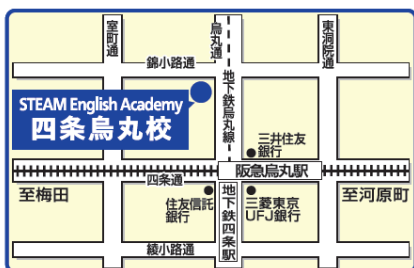 室町通
烏丸通
東洞院通
錦小路通
地下鉄烏丸線
STEAM English Academy
四条烏丸校
三井住友
銀行
阪急烏丸駅
四条通
至梅田
至河原町
住友信託
銀行
地下鉄四条駅
三菱東京
UFJ銀行
綾小路通